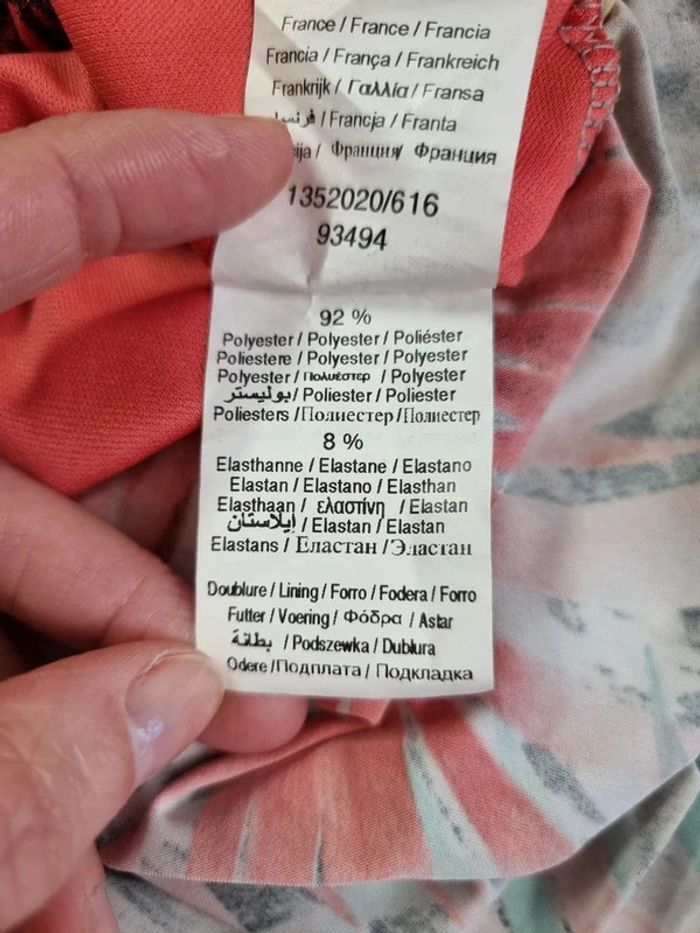 France / France / Francia
Francia / França / Frankreich
Frankrijk / Γαλλία / Fransa
فرنسا / Francja / Franta
/ Франция / Франция
1352020/616
93494
92 %
Polyester / Polyester / Poliéster
Poliestere / Polyester / Polyester
Polyester / Πολυέστερ / Polyester
بوليستر / Poliester / Poliester
Poliesters / Полиестер / Полиестер
8 %
Elasthanne / Elastane / Elastano
Elastan / Elastano / Elasthan
Elasthaan / ελαστίνη / Elastan
إيلاستان / Elastan / Elastan
Elastans / Еластан / Эластан
Doublure / Lining / Forro / Fodera / Forro
Futter / Voering / Φόδρα / Astar
بطانة / Podszewka / Dublura
Odere / Подплата / Подкладка